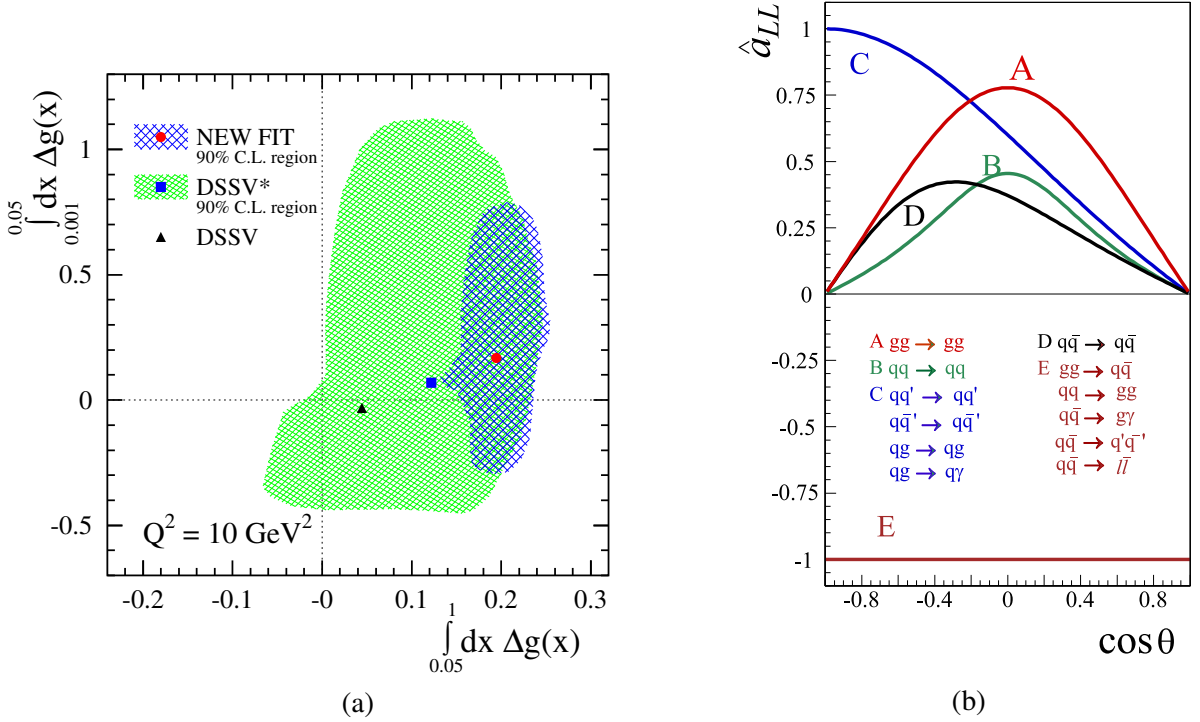 1
0.5
0
-0.5
-0.2
-0
0.1
0.2
0.3
∫ dx Δg(x)
0.05
0.001
∫ dx Δg(x)
1
0.05
NEW FIT
90% C.L. region
DSSV*
90% C.L. region
DSSV
Q² = 10 GeV²
(a)
â_LL
1
0.75
0.5
0.25
0
-0.25
-0.5
-0.75
-1
C
A
B
D
A gg → gg
B qq → qq
C qq' → qq'
qq̄' → qq̄'
qg → qg
qg → qγ
D qq̄ → qq̄
E gg → qq̄
qq → gg
qq̄ → gγ
qq̄ → q'q̄'
qq̄ → ll̄
E
-0.8
-0.4
0
0.4
0.8
cos θ
(b)